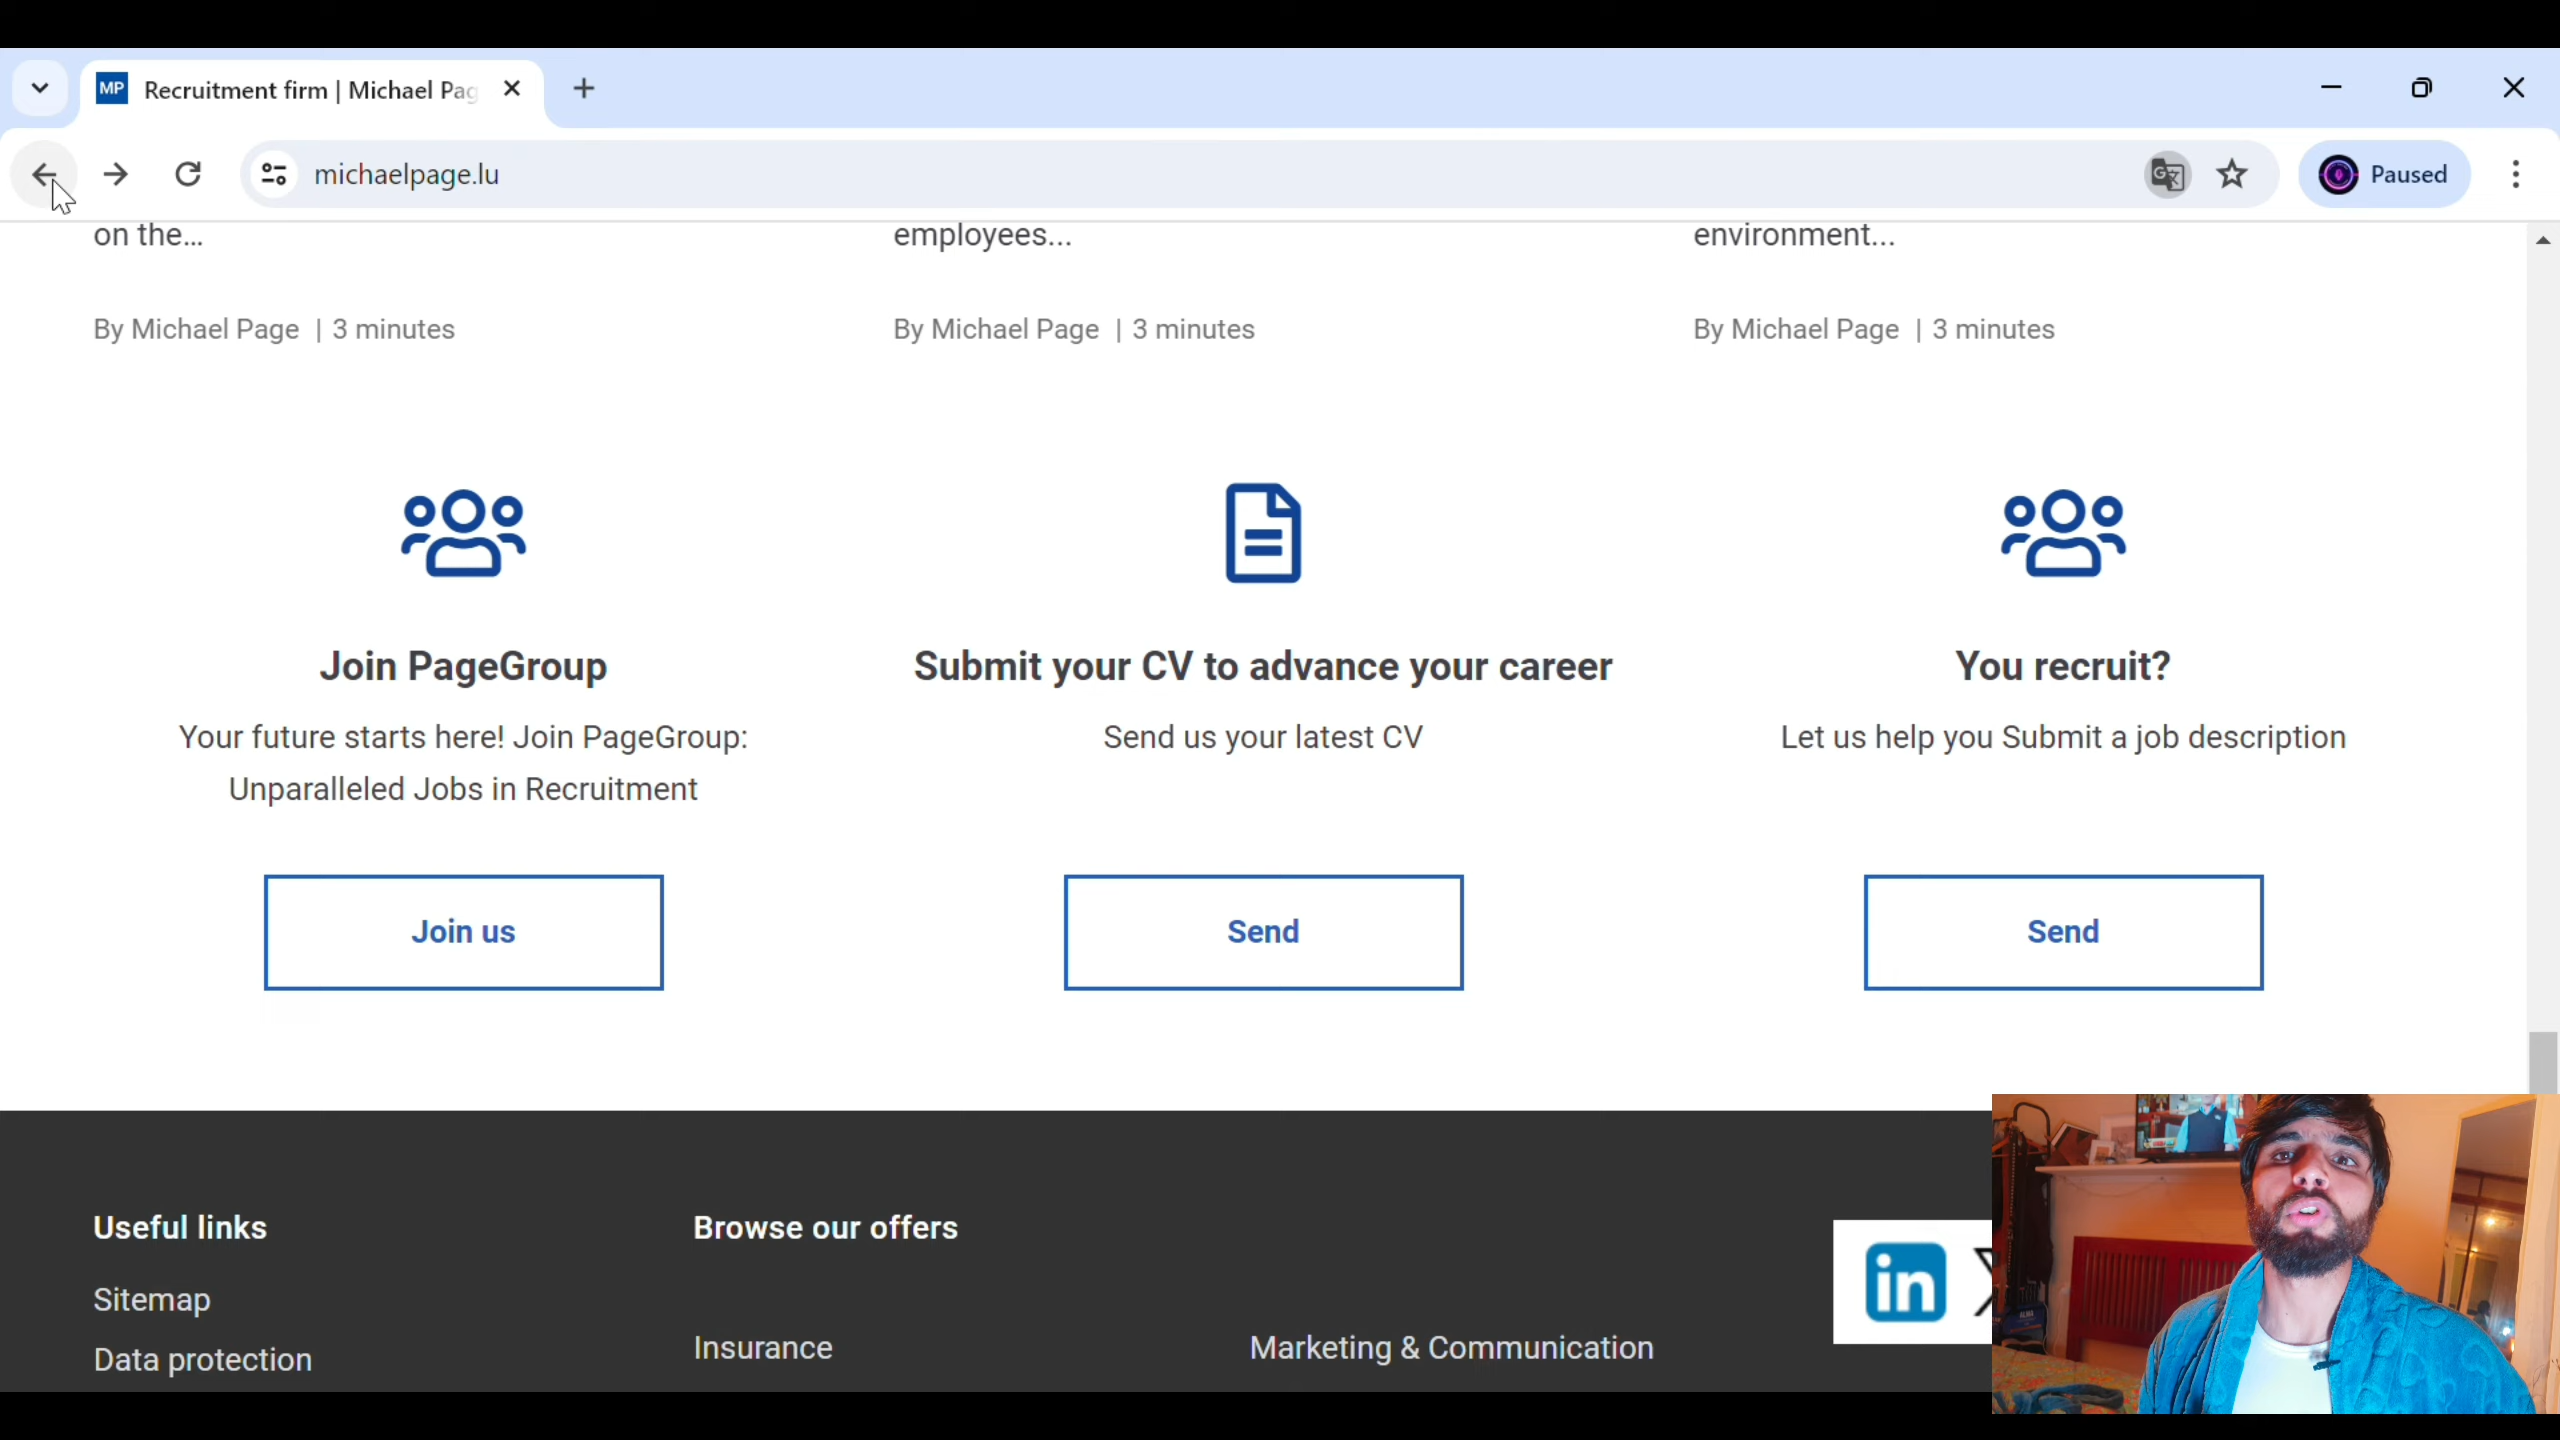 MP Recruitment firm | Michael Pag
michaelpage.lu
Paused
on the...
employees...
environment...
By Michael Page | 3 minutes
By Michael Page | 3 minutes
By Michael Page | 3 minutes
Join PageGroup
Your future starts here! Join PageGroup:
Unparalleled Jobs in Recruitment
Join us
Submit your CV to advance your career
Send us your latest CV
Send
You recruit?
Let us help you Submit a job description
Send
Useful links
Sitemap
Data protection
Browse our offers
Insurance
Marketing & Communication
in